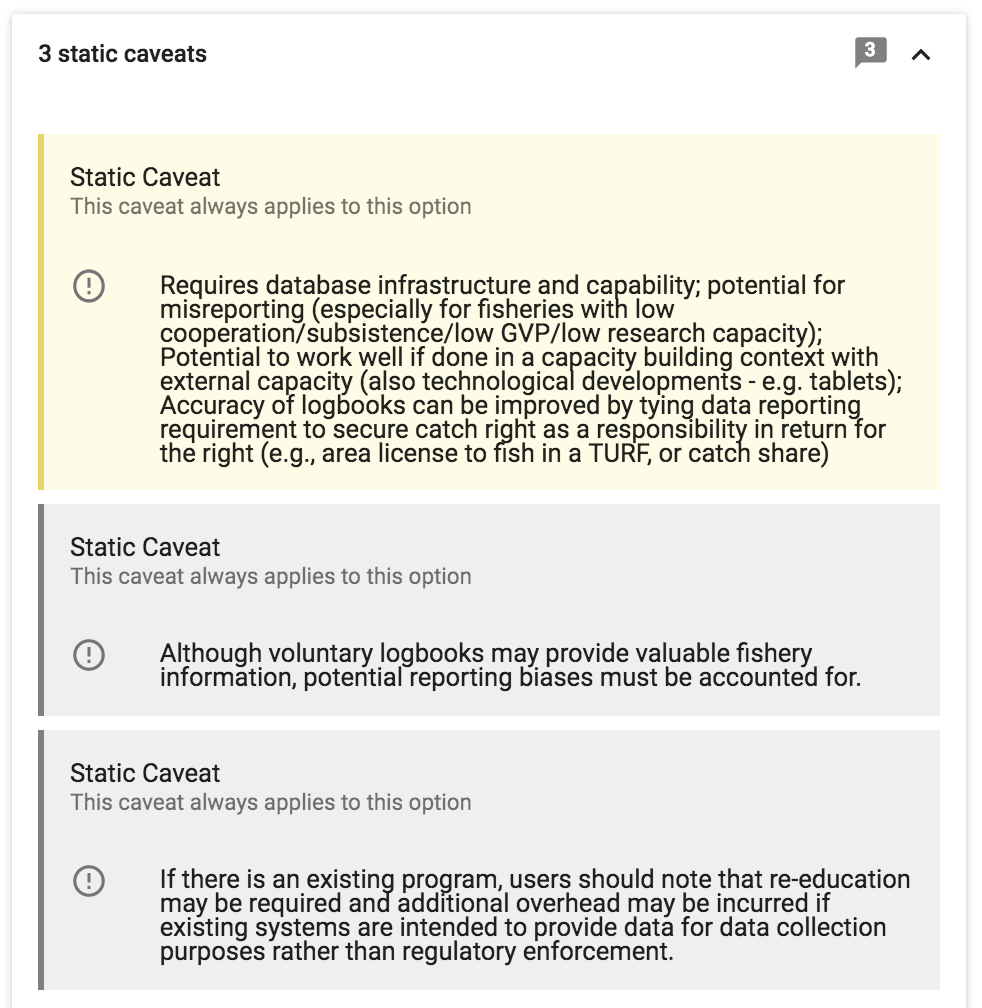 3 static caveats
3
Static Caveat
This caveat always applies to this option
Requires database infrastructure and capability; potential for
misreporting (especially for fisheries with low
cooperation/subsistence/low GVP/low research capacity);
Potential to work well if done in a capacity building context with
external capacity (also technological developments - e.g. tablets);
Accuracy of logbooks can be improved by tying data reporting
requirement to secure catch right as a responsibility in return for
the right (e.g., area license to fish in a TURF, or catch share)
Static Caveat
This caveat always applies to this option
Although voluntary logbooks may provide valuable fishery
information, potential reporting biases must be accounted for.
Static Caveat
This caveat always applies to this option
If there is an existing program, users should note that re-education
may be required and additional overhead may be incurred if
existing systems are intended to provide data for data collection
purposes rather than regulatory enforcement.